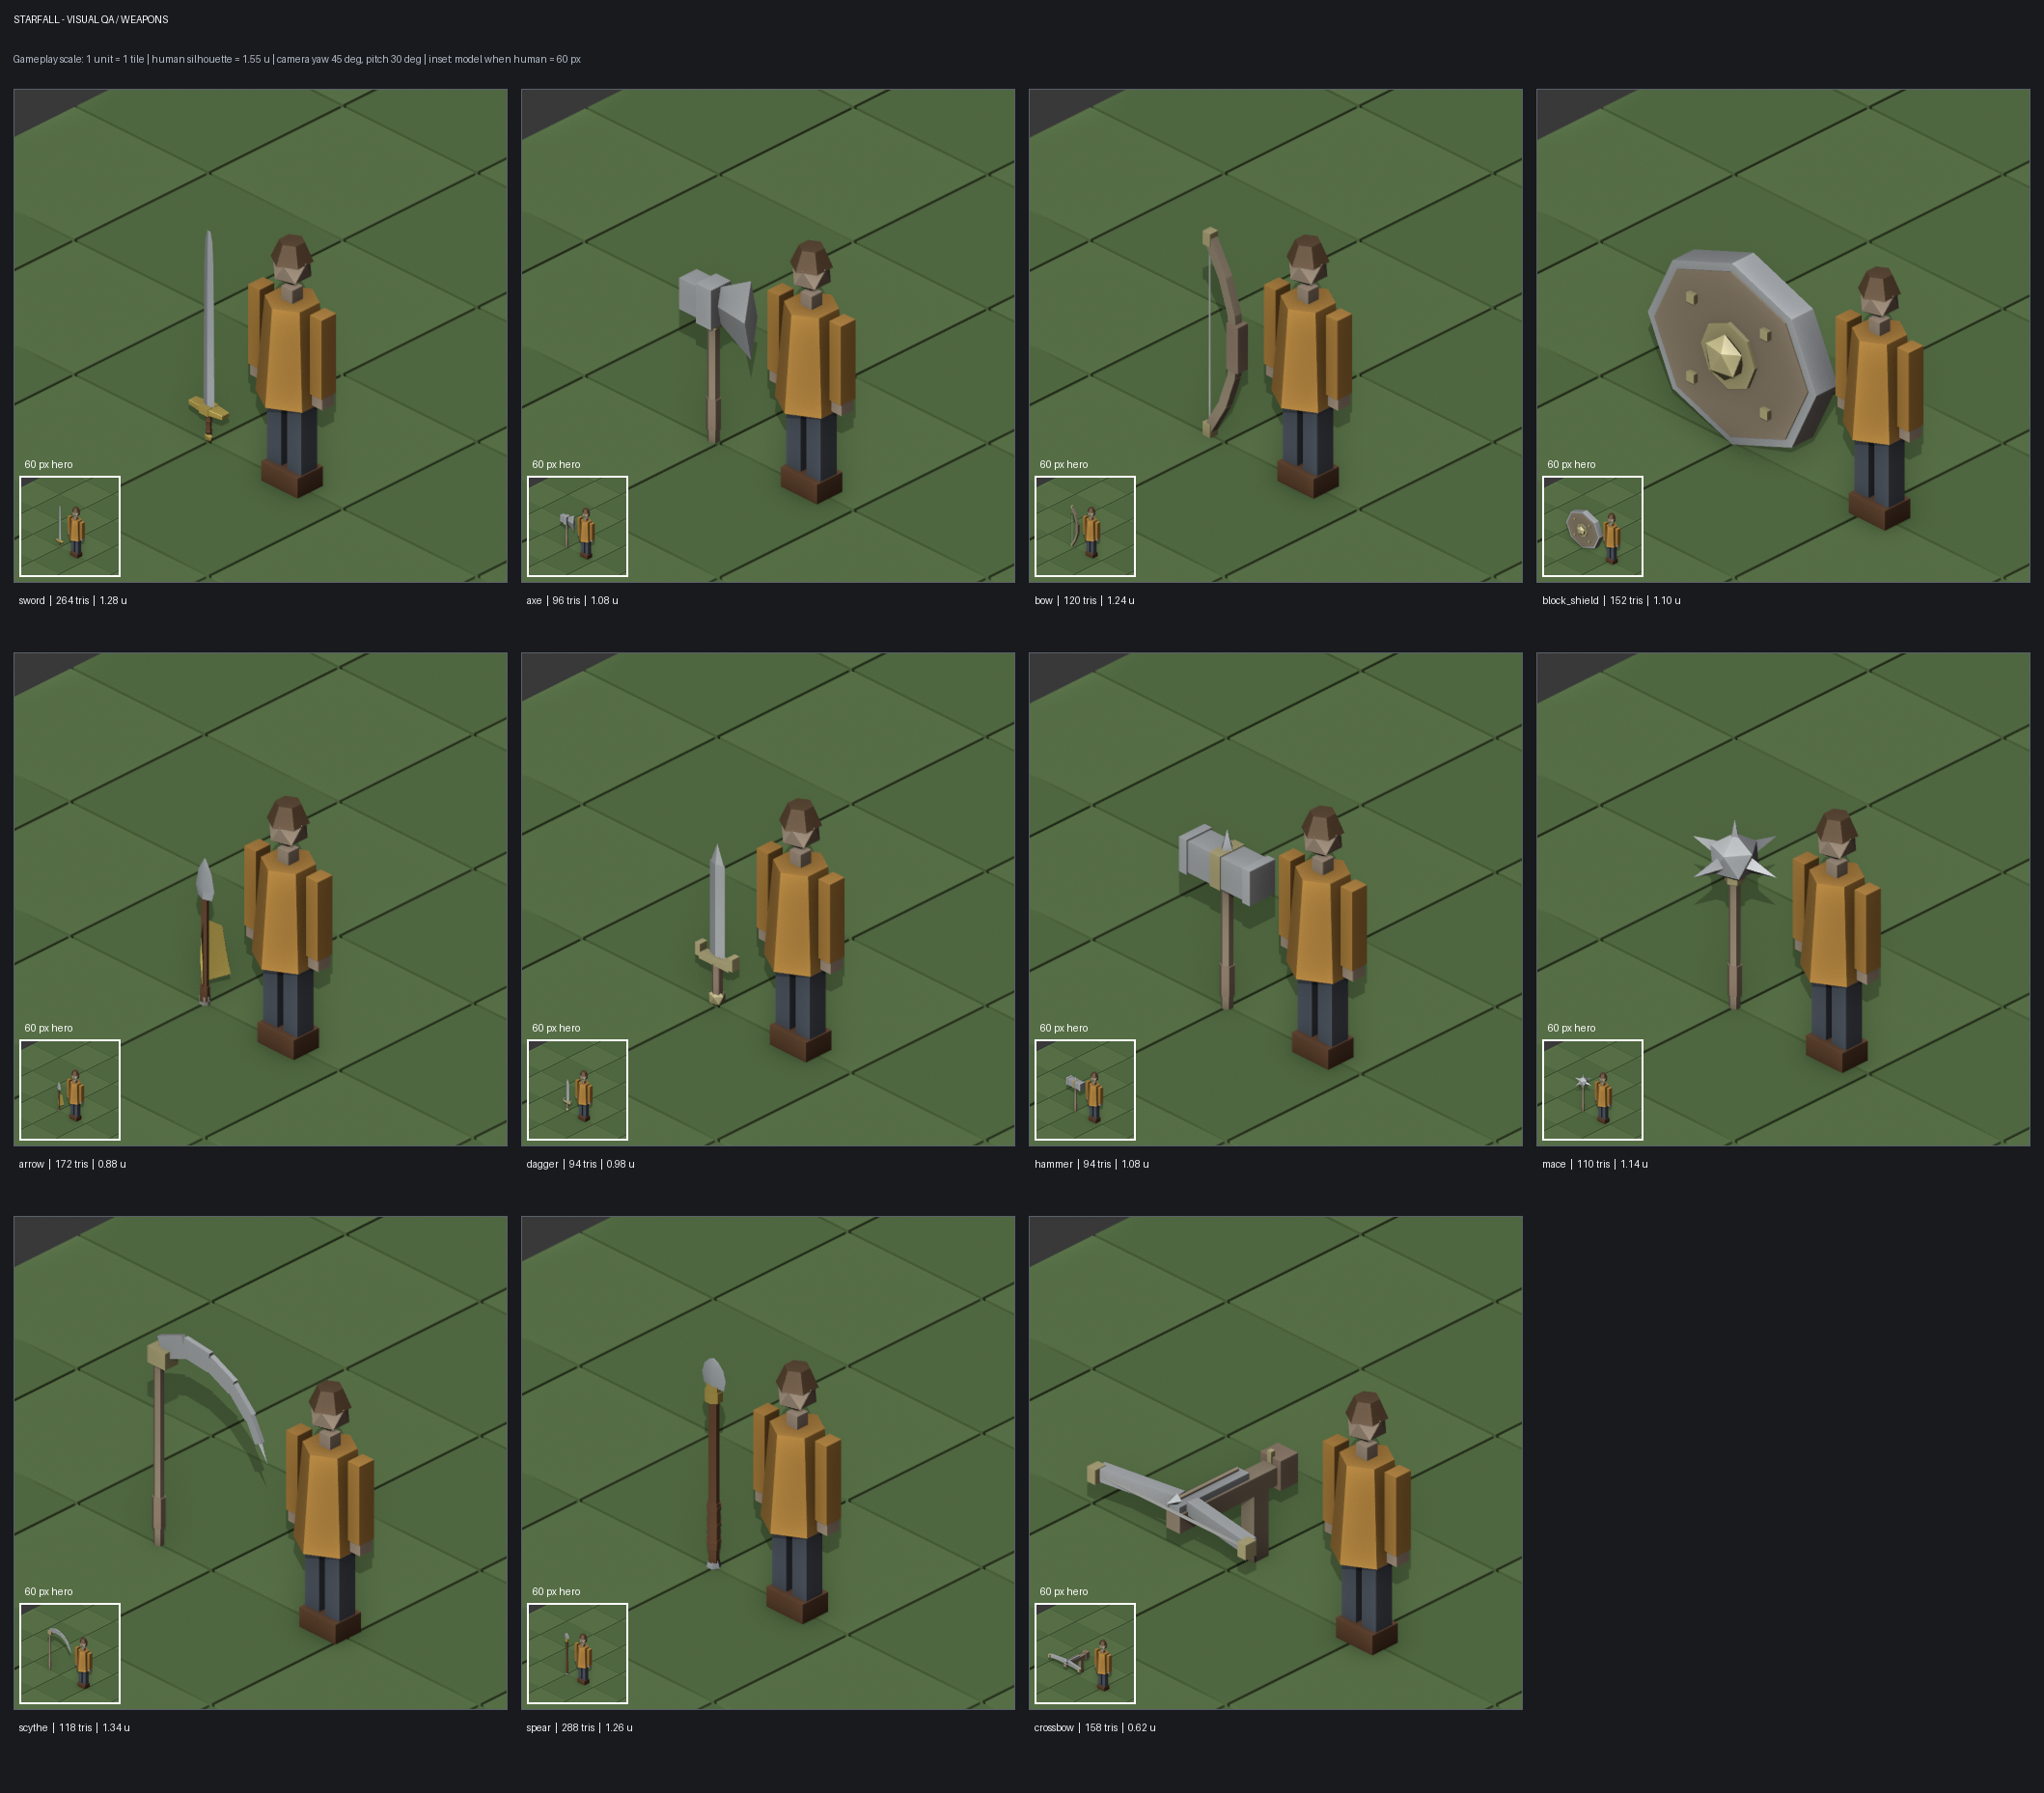 STARFALL - VISUAL QA / WEAPONS
Gameplay scale: 1 unit = 1 tile | human silhouette = 1.55 u | camera yaw 45 deg, pitch 30 deg | inset: model when human = 60 px
60 px hero
60 px hero
60 px hero
60 px hero
sword | 264 tris | 1.28 u
axe | 96 tris | 1.08 u
bow | 120 tris | 1.24 u
block_shield | 152 tris | 1.10 u
60 px hero
60 px hero
60 px hero
60 px hero
arrow | 172 tris | 0.88 u
dagger | 94 tris | 0.98 u
hammer | 94 tris | 1.08 u
mace | 110 tris | 1.14 u
60 px hero
60 px hero
60 px hero
scythe | 118 tris | 1.34 u
spear | 288 tris | 1.26 u
crossbow | 158 tris | 0.62 u